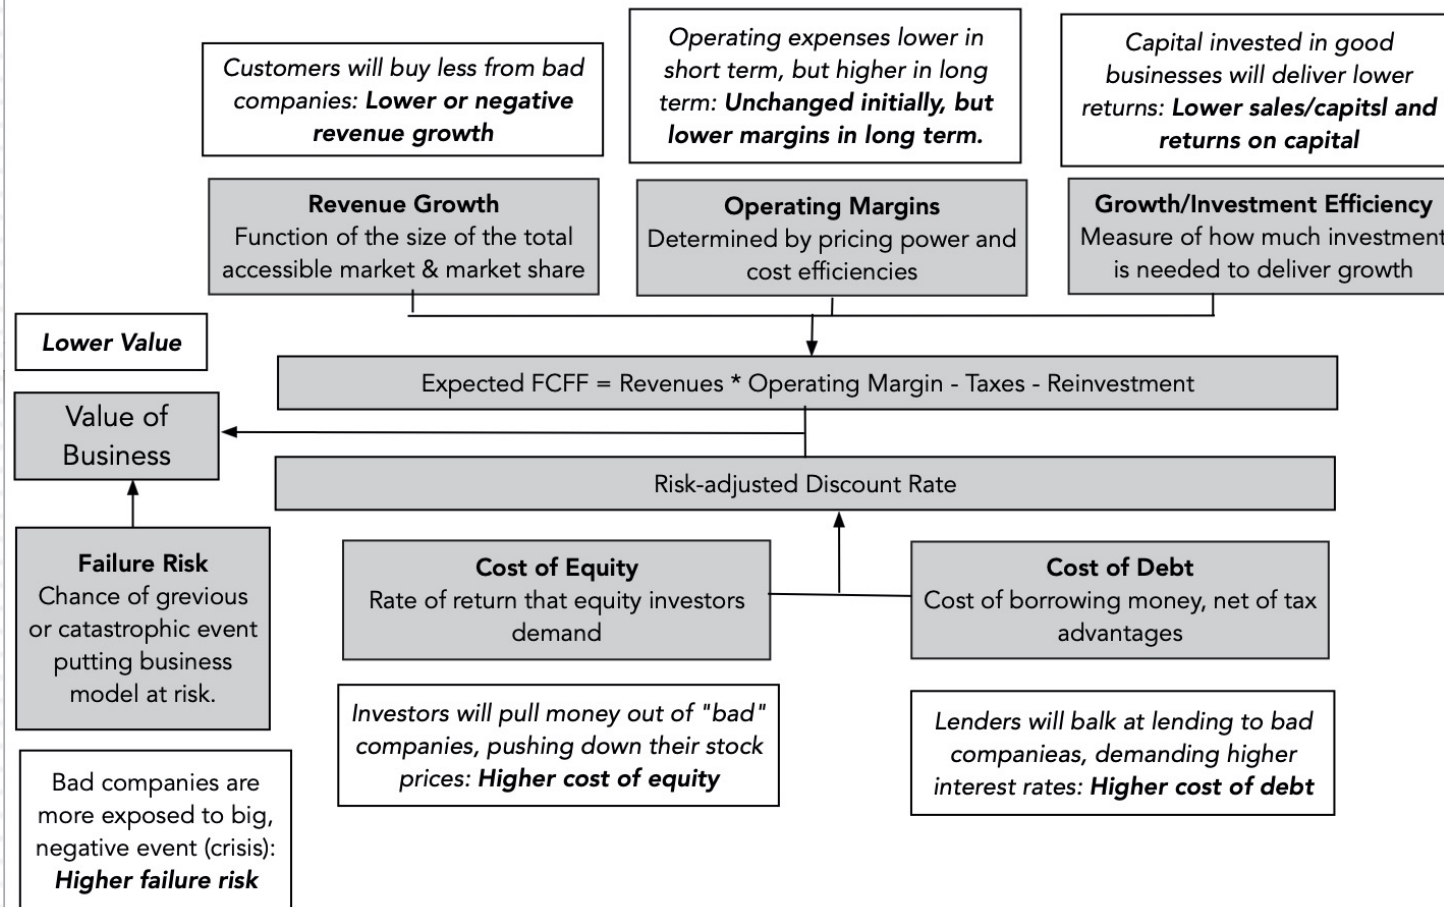 Customers will buy less from bad
companies: Lower or negative
revenue growth
Operating expenses lower in
short term, but higher in long
term: Unchanged initially, but
lower margins in long term.
Capital invested in good
businesses will deliver lower
returns: Lower sales/capitsl and
returns on capital
Revenue Growth
Function of the size of the total
accessible market & market share
Operating Margins
Determined by pricing power and
cost efficiencies
Growth/Investment Efficiency
Measure of how much investment
is needed to deliver growth
Lower Value
Expected FCFF = Revenues * Operating Margin - Taxes - Reinvestment
Value of
Business
Risk-adjusted Discount Rate
Failure Risk
Chance of grevious
or catastrophic event
putting business
model at risk.
Cost of Equity
Rate of return that equity investors
demand
Cost of Debt
Cost of borrowing money, net of tax
advantages
Investors will pull money out of "bad"
companies, pushing down their stock
prices: Higher cost of equity
Lenders will balk at lending to bad
companieas, demanding higher
interest rates: Higher cost of debt
Bad companies are
more exposed to big,
negative event (crisis):
Higher failure risk